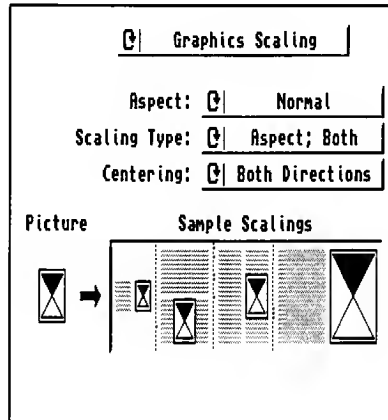 Graphics Scaling
Aspect: Normal
Scaling Type: Aspect; Both
Centering: Both Directions
Picture Sample Scalings